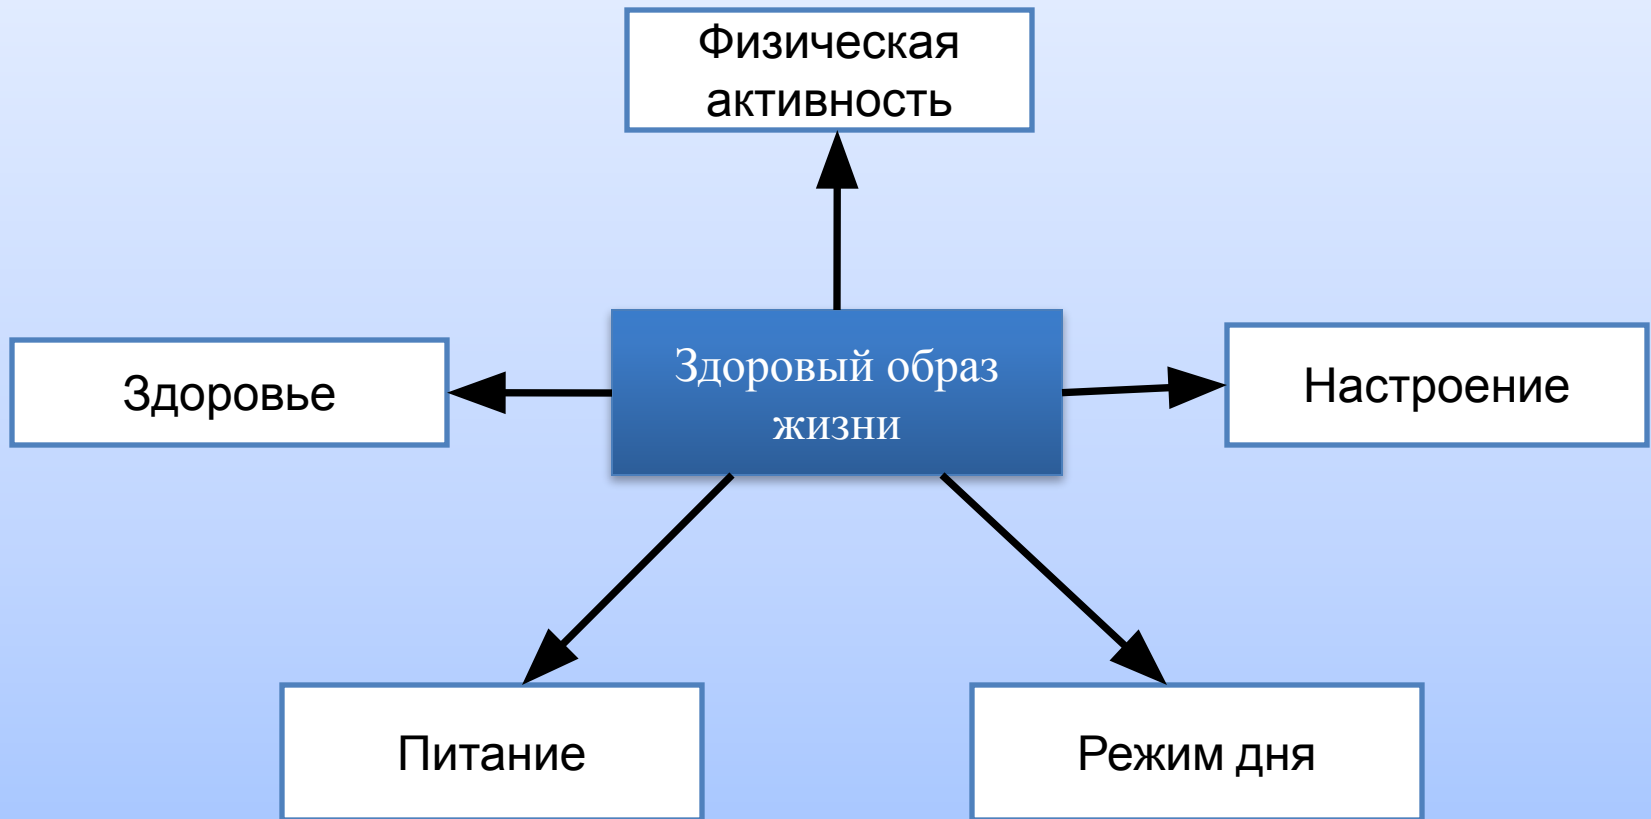 Физическая
активность
Здоровье
Здоровый образ
жизни
Настроение
Питание
Режим дня